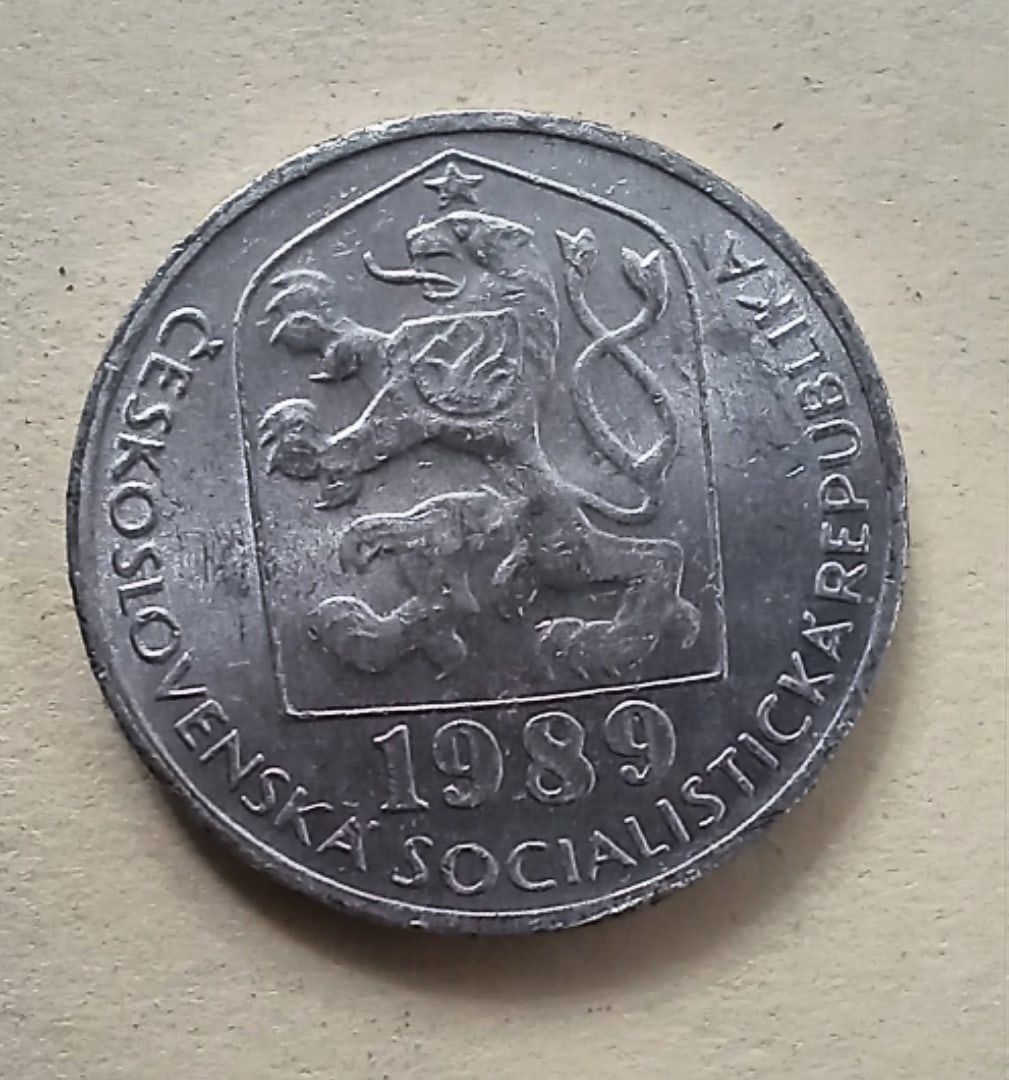 ČESKOSLOVENSKÁ SOCIALISTICKÁ REPUBLIKA
1989